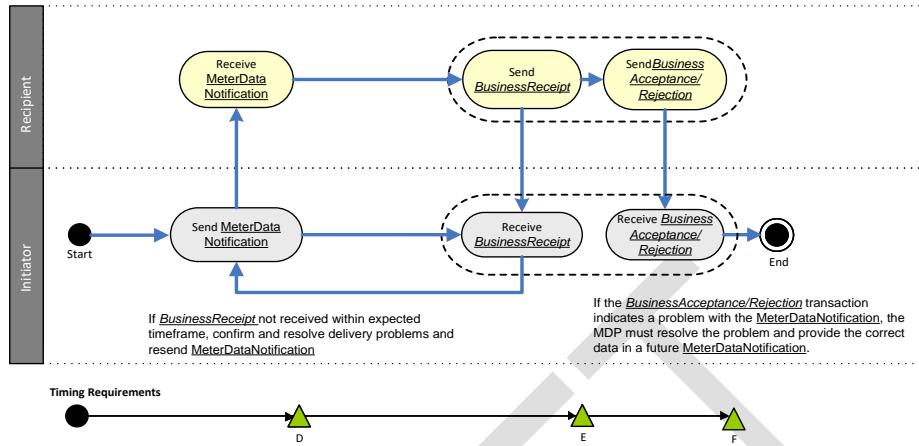 Recipient
Receive
MeterData
Notification
Send
BusinessReceipt
SendBusiness
Acceptance/
Rejection
Initiator
Start
Send MeterData
Notification
Receive
BusinessReceipt
Receive Business
Acceptance/
Rejection
End
If BusinessReceipt not received within expected
timeframe, confirm and resolve delivery problems and
resend MeterDataNotification
If the BusinessAcceptance/Rejection transaction
indicates a problem with the MeterDataNotification, the
MDP must resolve the problem and provide the correct
data in a future MeterDataNotification.
Timing Requirements
D
E
F